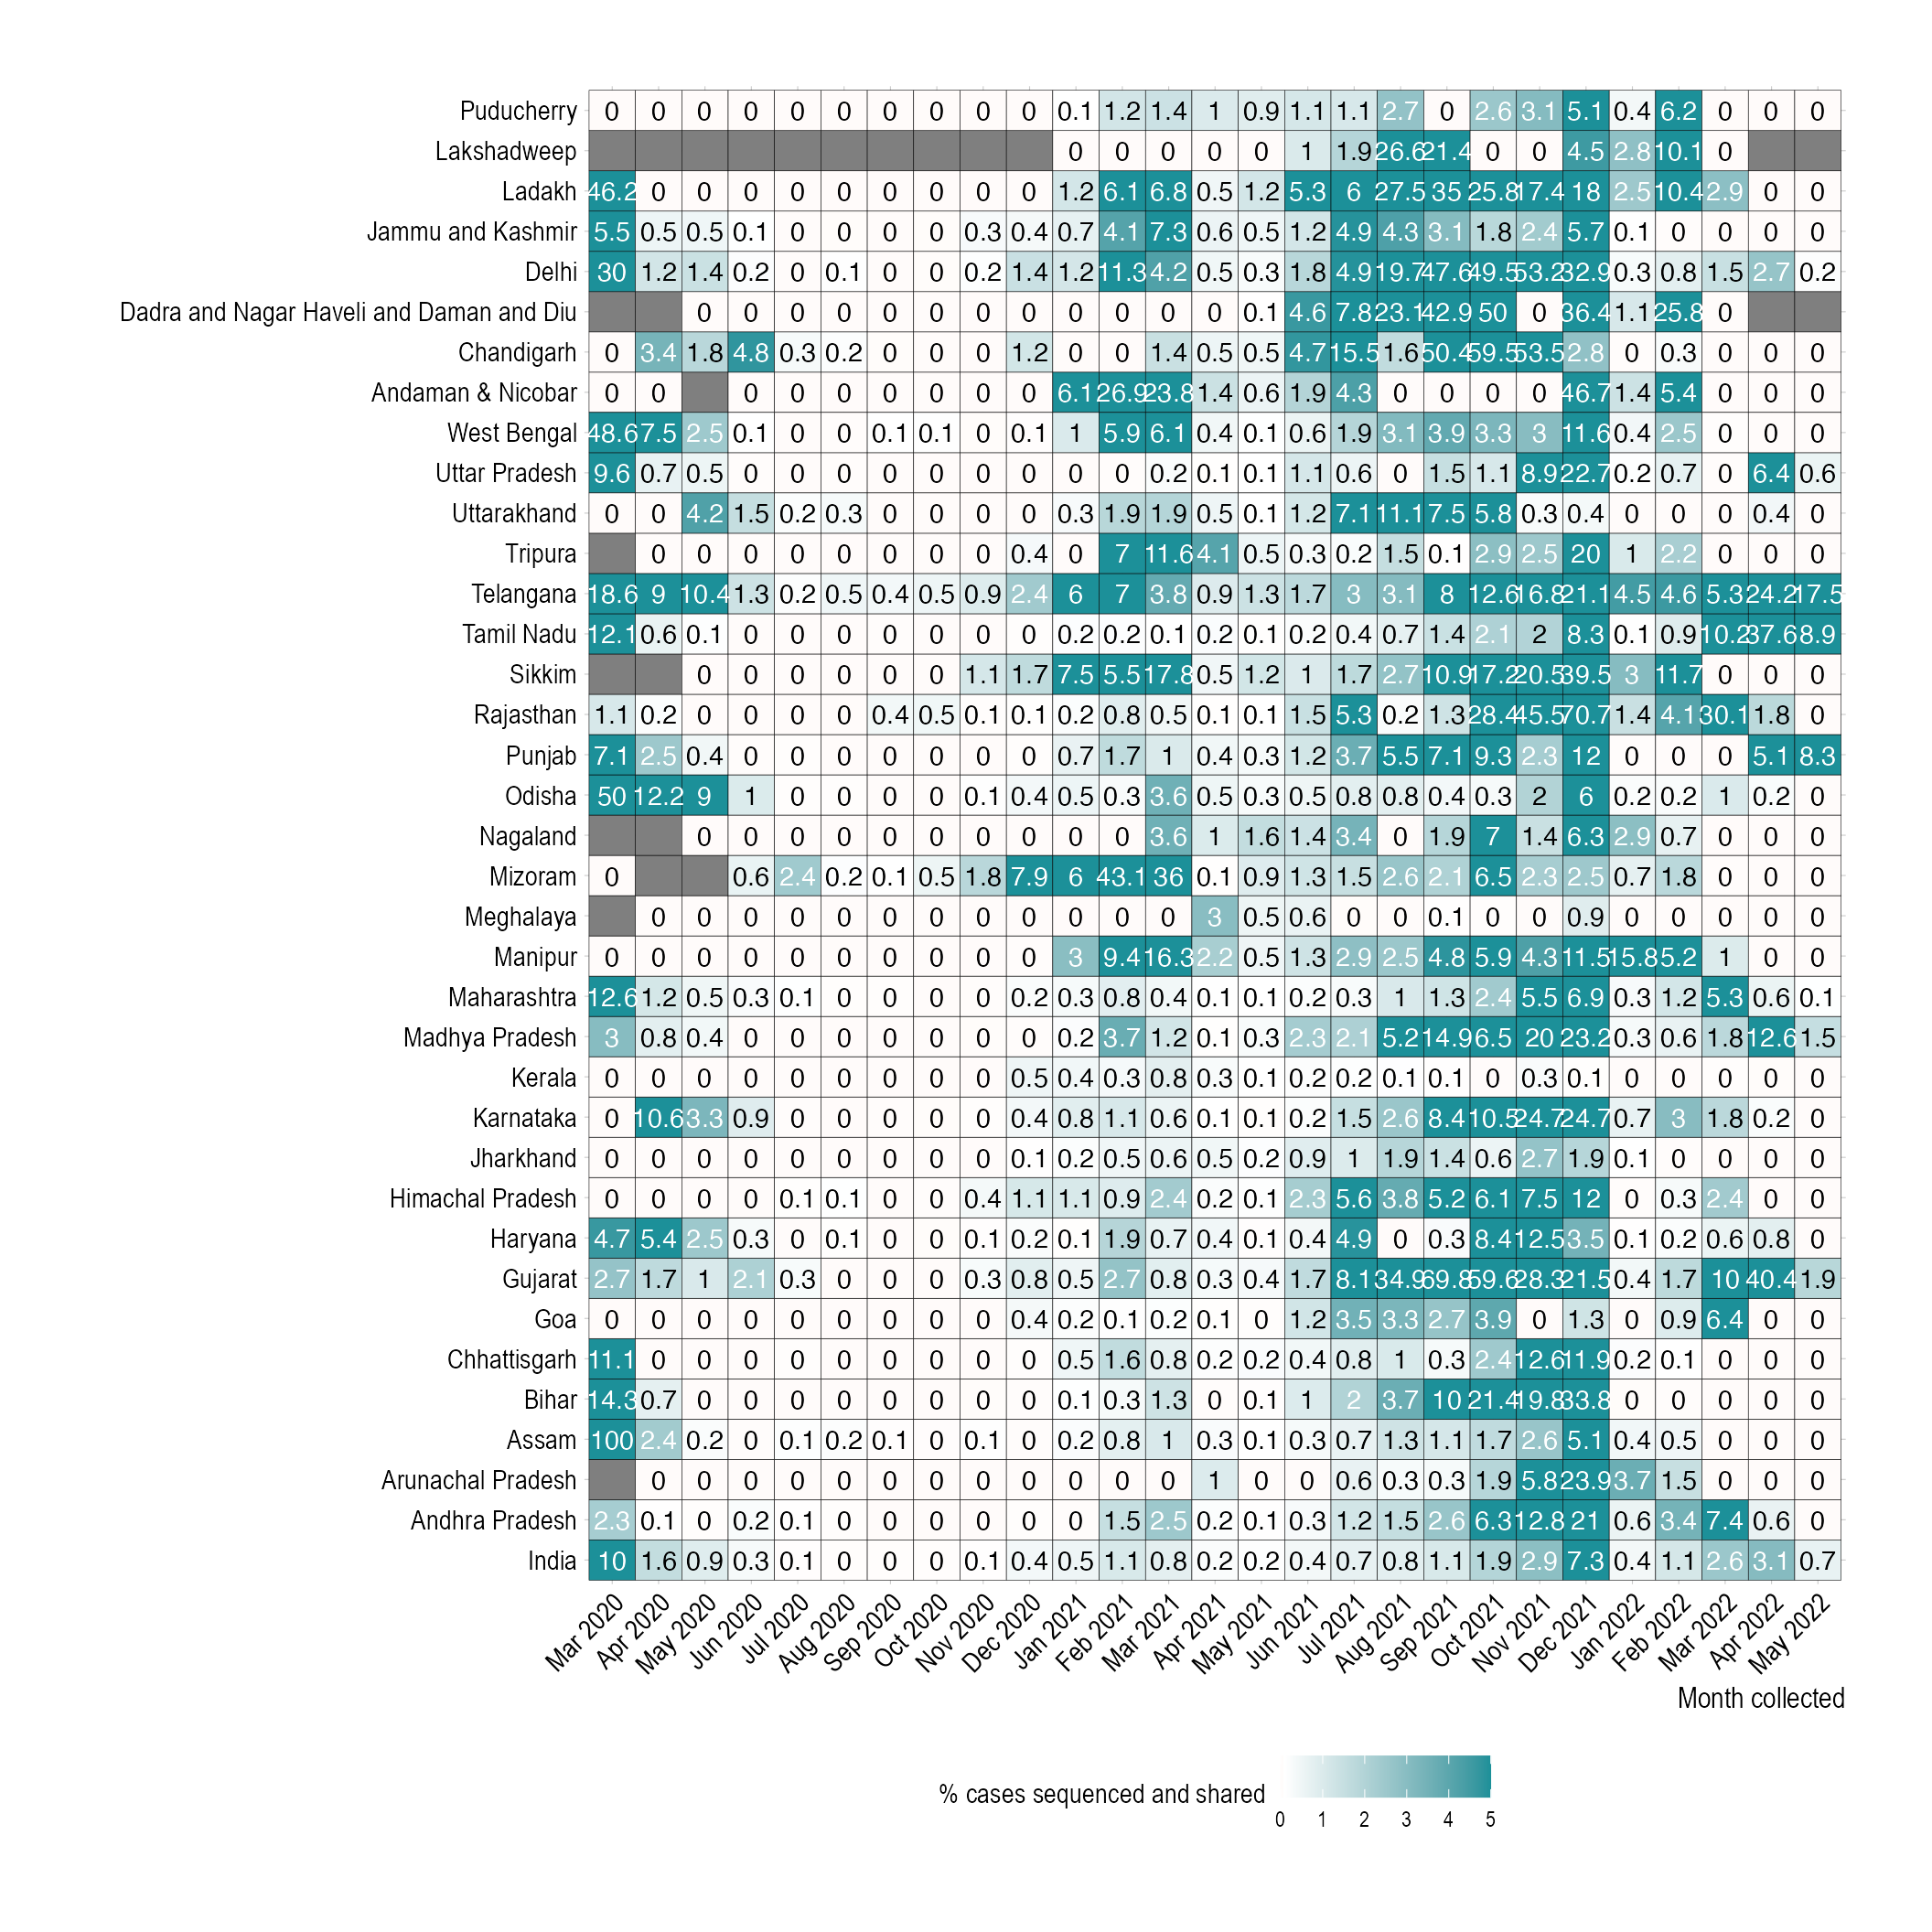 Puducherry 0 0 0 0 0 0 0 0 0 0 0.1 1.2 1.4 1 0.9 1.1 1.1 2.7 0 2.6 3.1 5.1 0.4 6.2 0 0 0
Lakshadweep 0 0 0 0 0 1 1.9 26.6 21.4 0 0 4.5 2.8 10.1 0
Ladakh 46.2 0 0 0 0 0 0 0 0 0 1.2 6.1 6.8 0.5 1.2 5.3 6 27.5 35 25.8 17.4 18 2.5 10.4 2.9 0 0
Jammu and Kashmir 5.5 0.5 0.5 0.1 0 0 0 0 0.3 0.4 0.7 4.1 7.3 0.6 0.5 1.2 4.9 4.3 3.1 1.8 2.4 5.7 0.1 0 0 0 0
Delhi 30 1.2 1.4 0.2 0 0.1 0 0 0.2 1.4 1.2 11.3 4.2 0.5 0.3 1.8 4.9 19.7 47.6 49.5 53.2 32.9 0.3 0.8 1.5 2.7 0.2
Dadra and Nagar Haveli and Daman and Diu 0 0 0 0 0 0 0 0 0 0 0 0 0.1 4.6 7.8 23.1 42.9 50 0 36.4 1.1 25.8 0
Chandigarh 0 3.4 1.8 4.8 0.3 0.2 0 0 0 1.2 0 0 1.4 0.5 0.5 4.7 15.5 1.6 50.4 59.5 53.5 2.8 0 0.3 0 0 0
Andaman & Nicobar 0 0 0 0 0 0 0 0 0 6.1 26.9 23.8 1.4 0.6 1.9 4.3 0 0 0 0 46.7 1.4 5.4 0 0 0
West Bengal 48.6 7.5 2.5 0.1 0 0 0.1 0.1 0 0.1 1 5.9 6.1 0.4 0.1 0.6 1.9 3.1 3.9 3.3 3 11.6 0.4 2.5 0 0 0
Uttar Pradesh 9.6 0.7 0.5 0 0 0 0 0 0 0 0 0 0.2 0.1 0.1 1.1 0.6 0 1.5 1.1 8.9 22.7 0.2 0.7 0 6.4 0.6
Uttarakhand 0 0 4.2 1.5 0.2 0.3 0 0 0 0 0.3 1.9 1.9 0.5 0.1 1.2 7.1 11.1 7.5 5.8 0.3 0.4 0 0 0 0.4 0
Tripura 0 0 0 0 0 0 0 0 0.4 0 7 11.6 4.1 0.5 0.3 0.2 1.5 0.1 2.9 2.5 20 1 2.2 0 0 0
Telangana 18.6 9 10.4 1.3 0.2 0.5 0.4 0.5 0.9 2.4 6 7 3.8 0.9 1.3 1.7 3 3.1 8 12.6 16.8 21.1 4.5 4.6 5.3 24.2 17.5
Tamil Nadu 12.1 0.6 0.1 0 0 0 0 0 0 0 0.2 0.2 0.1 0.2 0.1 0.2 0.4 0.7 1.4 2.1 2 8.3 0.1 0.9 10.2 37.6 8.9
Sikkim 0 0 0 0 0 0 1.1 1.7 7.5 5.5 17.8 0.5 1.2 1 1.7 2.7 10.9 17.2 20.5 39.5 3 11.7 0 0 0
Rajasthan 1.1 0.2 0 0 0 0 0.4 0.5 0.1 0.1 0.2 0.8 0.5 0.1 0.1 1.5 5.3 0.2 1.3 28.4 45.5 70.7 1.4 4.1 30.1 1.8 0
Punjab 7.1 2.5 0.4 0 0 0 0 0 0 0 0.7 1.7 1 0.4 0.3 1.2 3.7 5.5 7.1 9.3 2.3 12 0 0 0 5.1 8.3
Odisha 50 12.2 9 1 0 0 0 0 0.1 0.4 0.5 0.3 3.6 0.5 0.3 0.5 0.8 0.8 0.4 0.3 2 6 0.2 0.2 1 0.2 0
Nagaland 0 0 0 0 0 0 0 0 0 0 3.6 1 1.6 1.4 3.4 0 1.9 7 1.4 6.3 2.9 0.7 0 0 0
Mizoram 0 0.6 2.4 0.2 0.1 0.5 1.8 7.9 6 43.1 36 0.1 0.9 1.3 1.5 2.6 2.1 6.5 2.3 2.5 0.7 1.8 0 0 0
Meghalaya 0 0 0 0 0 0 0 0 0 0 0 0 3 0.5 0.6 0 0 0.1 0 0 0.9 0 0 0 0 0
Manipur 0 0 0 0 0 0 0 0 0 0 3 9.4 16.3 2.2 0.5 1.3 2.9 2.5 4.8 5.9 4.3 11.5 15.8 5.2 1 0 0
Maharashtra 12.6 1.2 0.5 0.3 0.1 0 0 0 0 0.2 0.3 0.8 0.4 0.1 0.1 0.2 0.3 1 1.3 2.4 5.5 6.9 0.3 1.2 5.3 0.6 0.1
Madhya Pradesh 3 0.8 0.4 0 0 0 0 0 0 0 0.2 3.7 1.2 0.1 0.3 2.3 2.1 5.2 14.9 6.5 20 23.2 0.3 0.6 1.8 12.6 1.5
Kerala 0 0 0 0 0 0 0 0 0 0.5 0.4 0.3 0.8 0.3 0.1 0.2 0.2 0.1 0.1 0 0.3 0.1 0 0 0 0 0
Karnataka 0 10.6 3.3 0.9 0 0 0 0 0 0.4 0.8 1.1 0.6 0.1 0.1 0.2 1.5 2.6 8.4 10.5 24.7 24.7 0.7 3 1.8 0.2 0
Jharkhand 0 0 0 0 0 0 0 0 0 0.1 0.2 0.5 0.6 0.5 0.2 0.9 1 1.9 1.4 0.6 2.7 1.9 0.1 0 0 0 0
Himachal Pradesh 0 0 0 0 0.1 0.1 0 0 0.4 1.1 1.1 0.9 2.4 0.2 0.1 2.3 5.6 3.8 5.2 6.1 7.5 12 0 0.3 2.4 0 0
Haryana 4.7 5.4 2.5 0.3 0 0.1 0 0 0.1 0.2 0.1 1.9 0.7 0.4 0.1 0.4 4.9 0 0.3 8.4 12.5 3.5 0.1 0.2 0.6 0.8 0
Gujarat 2.7 1.7 1 2.1 0.3 0 0 0 0.3 0.8 0.5 2.7 0.8 0.3 0.4 1.7 8.1 34.9 69.8 59.6 28.3 21.5 0.4 1.7 10 40.4 1.9
Goa 0 0 0 0 0 0 0 0 0 0.4 0.2 0.1 0.2 0.1 0 1.2 3.5 3.3 2.7 3.9 0 1.3 0 0.9 6.4 0 0
Chhattisgarh 11.1 0 0 0 0 0 0 0 0 0 0.5 1.6 0.8 0.2 0.2 0.4 0.8 1 0.3 2.4 12.6 11.9 0.2 0.1 0 0 0
Bihar 14.3 0.7 0 0 0 0 0 0 0 0 0.1 0.3 1.3 0 0.1 1 2 3.7 10 21.4 19.8 33.8 0 0 0 0 0
Assam 100 2.4 0.2 0 0.1 0.2 0.1 0 0.1 0 0.2 0.8 1 0.3 0.1 0.3 0.7 1.3 1.1 1.7 2.6 5.1 0.4 0.5 0 0 0
Arunachal Pradesh 0 0 0 0 0 0 0 0 0 0 0 0 1 0 0 0.6 0.3 0.3 1.9 5.8 23.9 3.7 1.5 0 0 0
Andhra Pradesh 2.3 0.1 0 0.2 0.1 0 0 0 0 0 0 1.5 2.5 0.2 0.1 0.3 1.2 1.5 2.6 6.3 12.8 21 0.6 3.4 7.4 0.6 0
India 10 1.6 0.9 0.3 0.1 0 0 0 0.1 0.4 0.5 1.1 0.8 0.2 0.2 0.4 0.7 0.8 1.1 1.9 2.9 7.3 0.4 1.1 2.6 3.1 0.7
Mar 2020 Apr 2020 May 2020 Jun 2020 Jul 2020 Aug 2020 Sep 2020 Oct 2020 Nov 2020 Dec 2020 Jan 2021 Feb 2021 Mar 2021 Apr 2021 May 2021 Jun 2021 Jul 2021 Aug 2021 Sep 2021 Oct 2021 Nov 2021 Dec 2021 Jan 2022 Feb 2022 Mar 2022 Apr 2022 May 2022
Month collected
% cases sequenced and shared
0 1 2 3 4 5